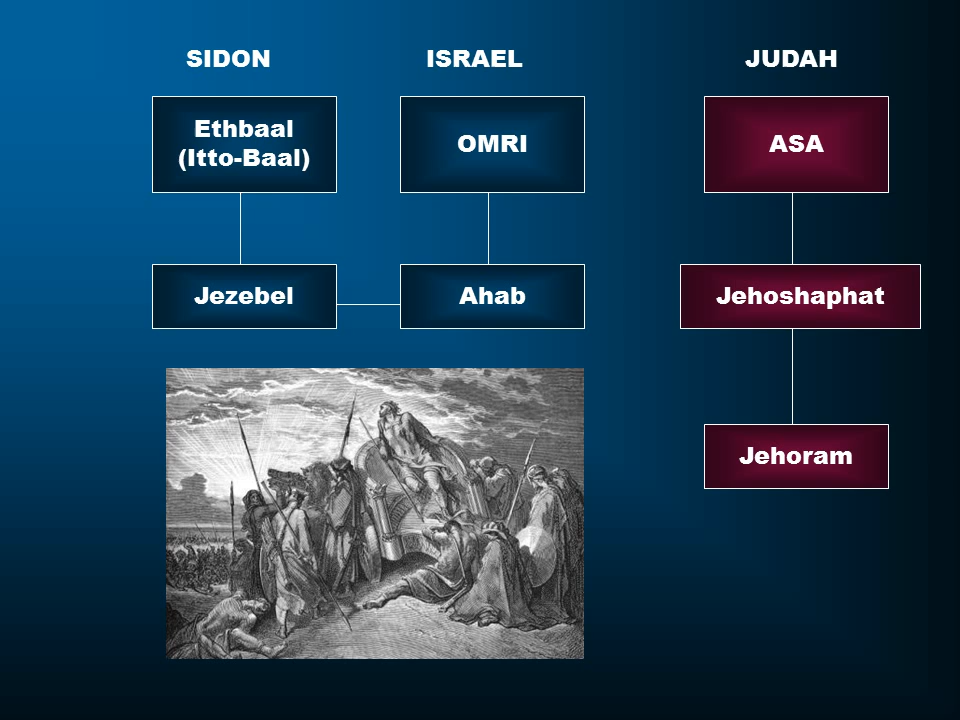 SIDON
ISRAEL
JUDAH
Ethbaal
(Itto-Baal)
OMRI
ASA
Jezebel
Ahab
Jehoshaphat
Jehoram